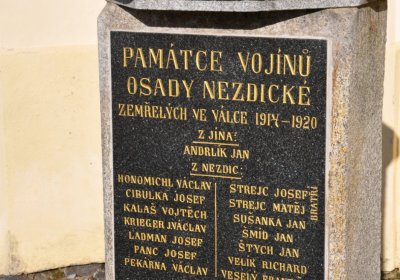 PAMÁTCE VOJÍNŮ
OSADY NEZDICKÉ
ZEMŘELÝCH VE VÁLCE 1914–1920
Z JÍNA:
ANDRLIK JAN
Z NEZDIC:
HONOMICHL VÁCLAV
CIBULKA JOSEF
KALAŠ VOJTĚCH
KRIEGER VÁCLAV
LADMAN JOSEF
PANC JOSEF
PEKÁRNA VÁCLAV
STREJC JOSEF
STREJC MATĚJ
BRATŘI
SUŠANKA JAN
ŠMÍD JAN
ŠTYCH JAN
VELÍK RICHARD
VESELÝ